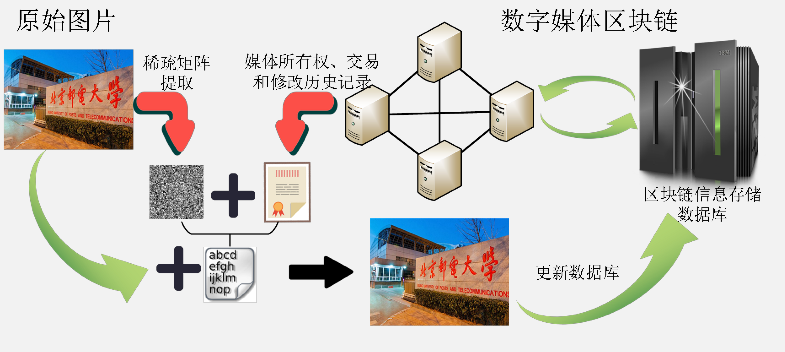 原始图片
数字媒体区块链
稀疏矩阵
提取
媒体所有权、交易
和修改历史记录
北京邮电大学
abcd
efgh
ijklm
nop
北京邮电大学
区块链信息存储
数据库
更新数据库